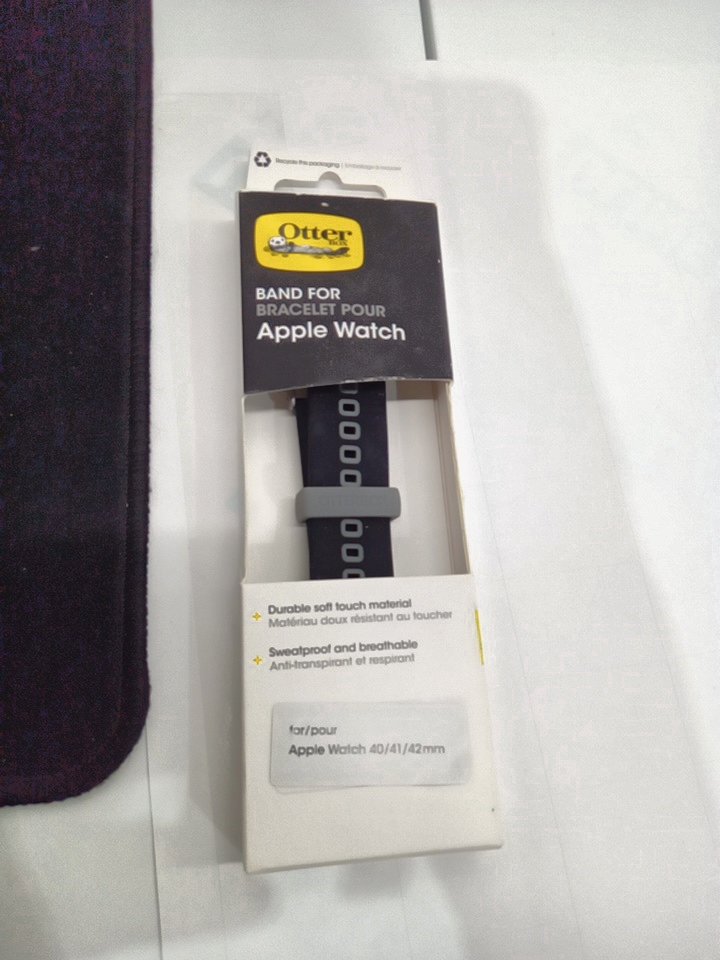 Recycle this packaging | Emballage à recycler
Otter
BOX
BAND FOR
BRACELET POUR
Apple Watch
OTTERBOX
Durable soft touch material
Matériau doux résistant au toucher
Sweatproof and breathable
Anti-transpirant et respirant
for/pour
Apple Watch 40/41/42mm